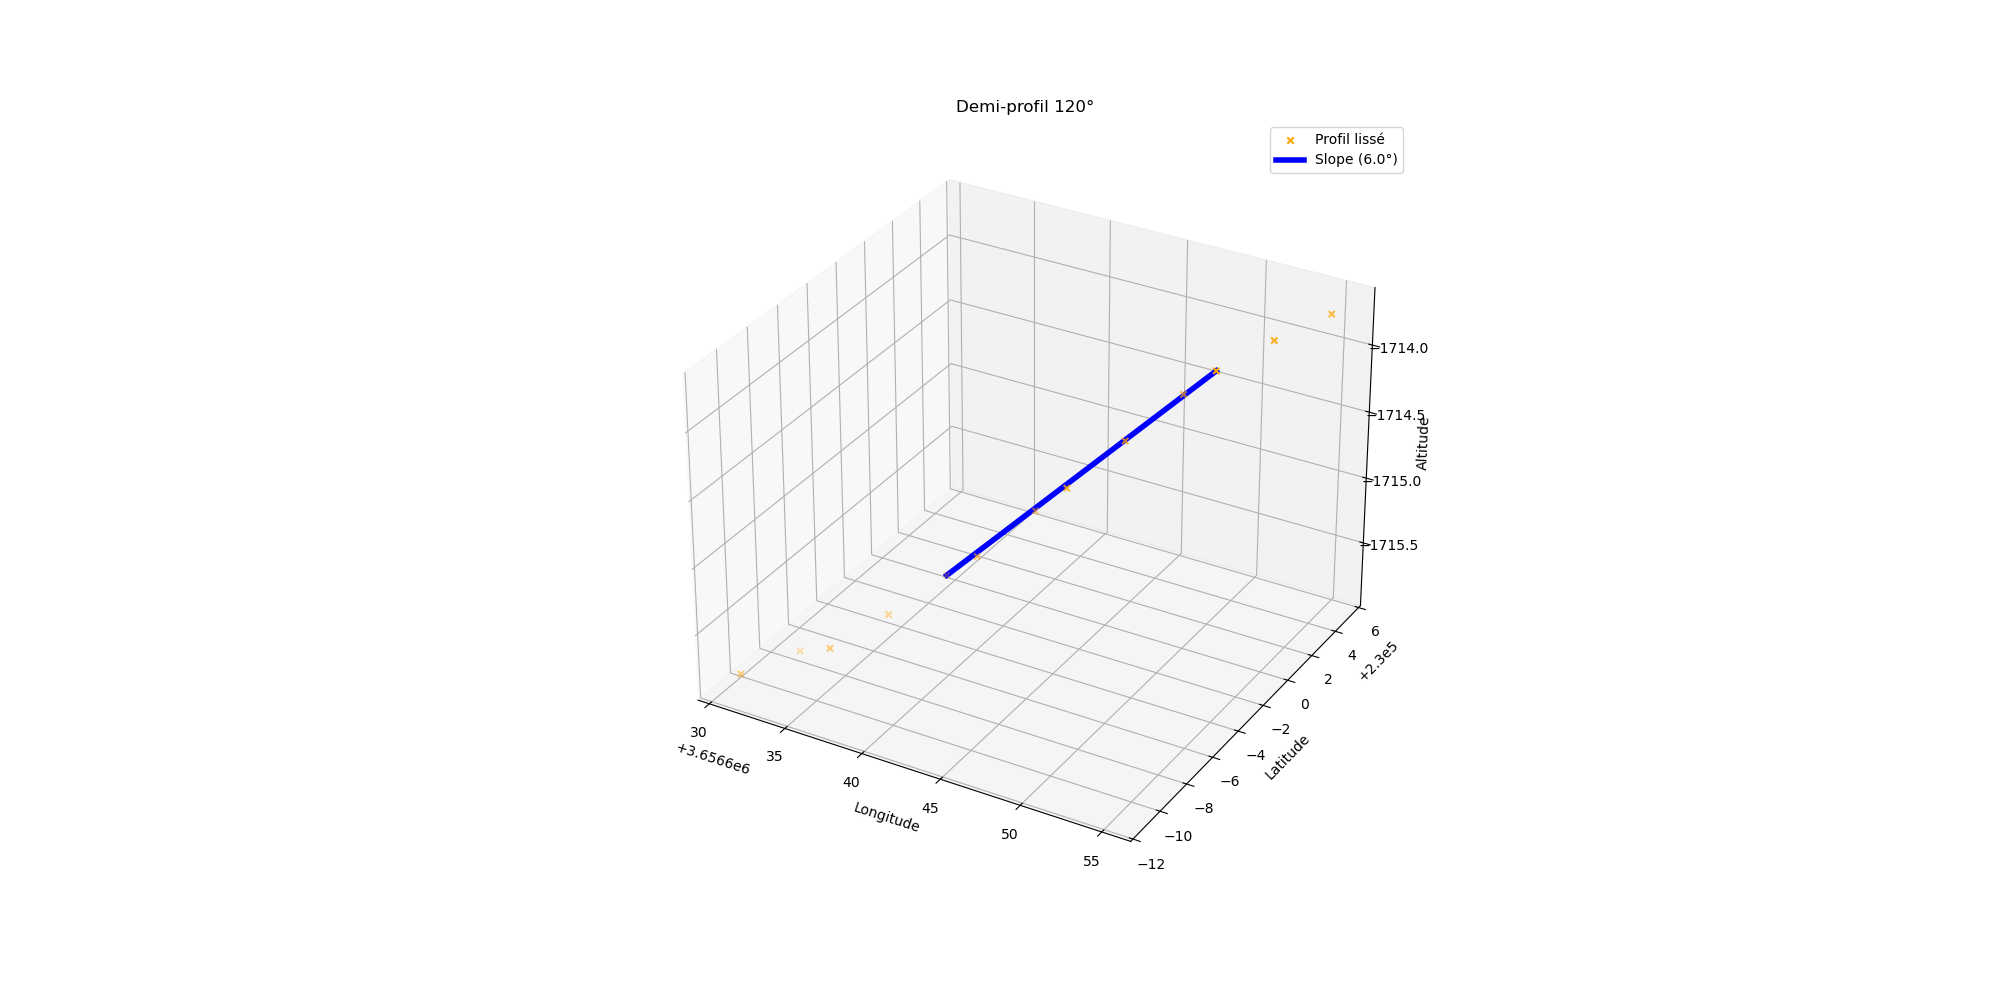 Demi-profil 120°
Profil lissé
Slope (6.0°)
−1714.0
−1714.5
−1715.0
−1715.5
Altitude
6
4
2
0
−2
−4
−6
−8
−10
−12
+2.3e5
Latitude
30
35
40
45
50
55
+3.6566e6
Longitude